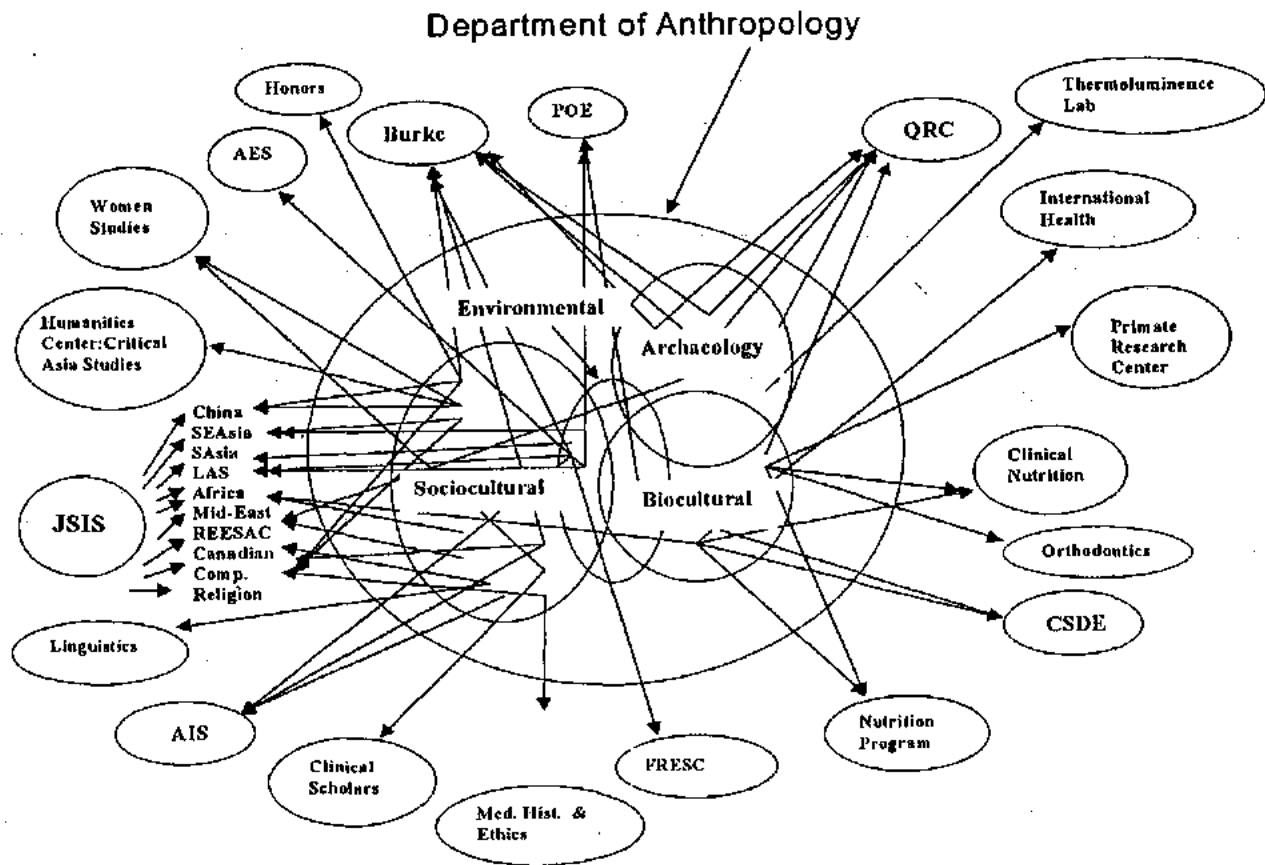 Department of Anthropology
Honors
Burke
POE
QRC
Thermoluminence
Lab
AES
Women
Studies
International
Health
Environmental
Humanities
Center:Critical
Asia Studies
Archaeology
Primate
Research
Center
China
SEAsia
SAsia
LAS
Africa
Mid-East
REESAC
Canadian
Comp.
Religion
JSIS
Sociocultural
Biocultural
Clinical
Nutrition
Orthodontics
CSDE
Linguistics
AIS
Clinical
Scholars
Med. Hist. &
Ethics
FRESC
Nutrition
Program